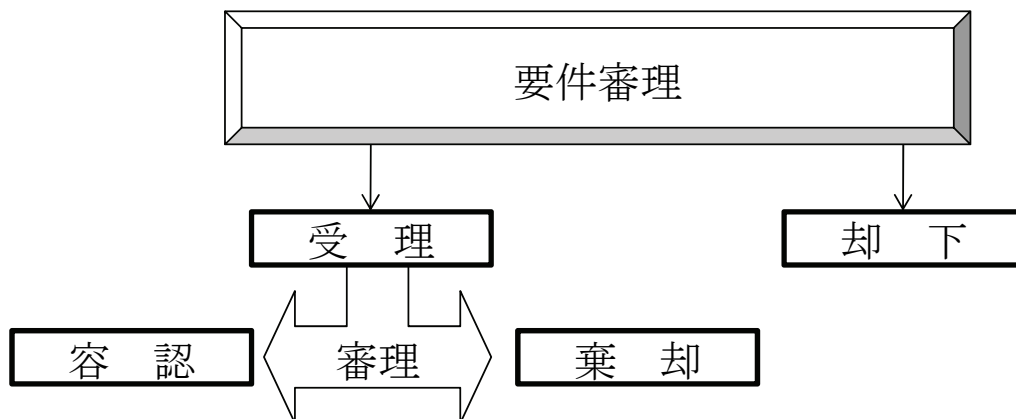 要件審理
受　理
却　下
容　認
審理
棄　却